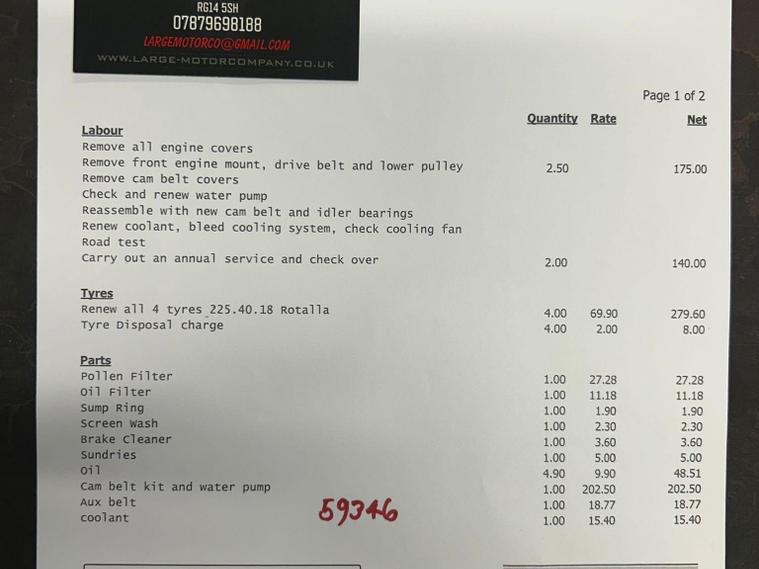 RG14 5SH
07879698188
LARGEMOTORCO@GMAIL.COM
WWW.LARGE-MOTORCOMPANY.CO.UK
Page 1 of 2
Quantity Rate Net
Labour
Remove all engine covers
Remove front engine mount, drive belt and lower pulley 2.50 175.00
Remove cam belt covers
Check and renew water pump
Reassemble with new cam belt and idler bearings
Renew coolant, bleed cooling system, check cooling fan
Road test
Carry out an annual service and check over 2.00 140.00
Tyres
Renew all 4 tyres 225.40.18 Rotalla 4.00 69.90 279.60
Tyre Disposal charge 4.00 2.00 8.00
Parts
Pollen Filter 1.00 27.28 27.28
Oil Filter 1.00 11.18 11.18
Sump Ring 1.00 1.90 1.90
Screen Wash 1.00 2.30 2.30
Brake Cleaner 1.00 3.60 3.60
Sundries 1.00 5.00 5.00
Oil 4.90 9.90 48.51
Cam belt kit and water pump 1.00 202.50 202.50
Aux belt 1.00 18.77 18.77
coolant 1.00 15.40 15.40
59346